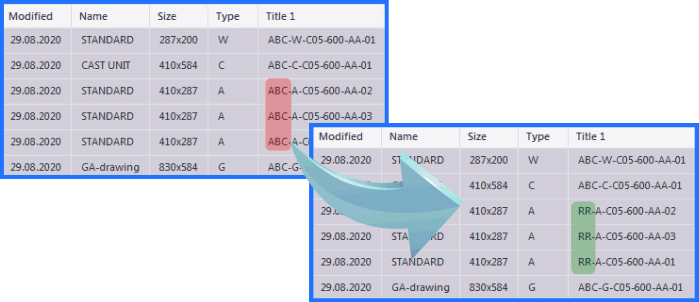 Modified Name Size Type Title 1
29.08.2020 STANDARD 287x200 W ABC-W-C05-600-AA-01
29.08.2020 CAST UNIT 410x584 C ABC-C-C05-600-AA-01
29.08.2020 STANDARD 410x287 A ABC-A-C05-600-AA-02
29.08.2020 STANDARD 410x287 A ABC-A-C05-600-AA-03
29.08.2020 STANDARD 410x287 A ABC-A-C
29.08.2020 GA-drawing 830x584 G ABC-G-
Modified Name Size Type Title 1
29.08.2020 STANDARD 287x200 W ABC-W-C05-600-AA-01
410x584 C ABC-C-C05-600-AA-01
29.08.2020 410x287 A RR-A-C05-600-AA-02
29.08.2020 STANDARD 410x287 A RR-A-C05-600-AA-03
29.08.2020 STANDARD 410x287 A RR-A-C05-600-AA-01
29.08.2020 GA-drawing 830x584 G ABC-G-C05-600-AA-01